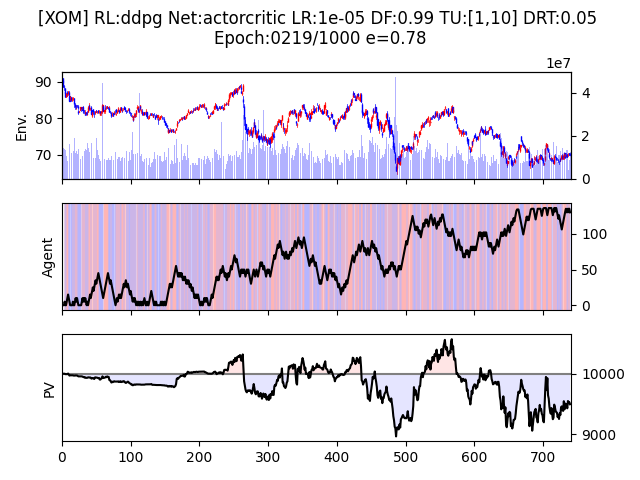 [XOM] RL:ddpg Net:actorcritic LR:1e-05 DF:0.99 TU:[1,10] DRT:0.05
Epoch:0219/1000 e=0.78
1e7
90
80
70
Env.
4
2
0
Agent
100
50
0
PV
10000
9000
0 100 200 300 400 500 600 700